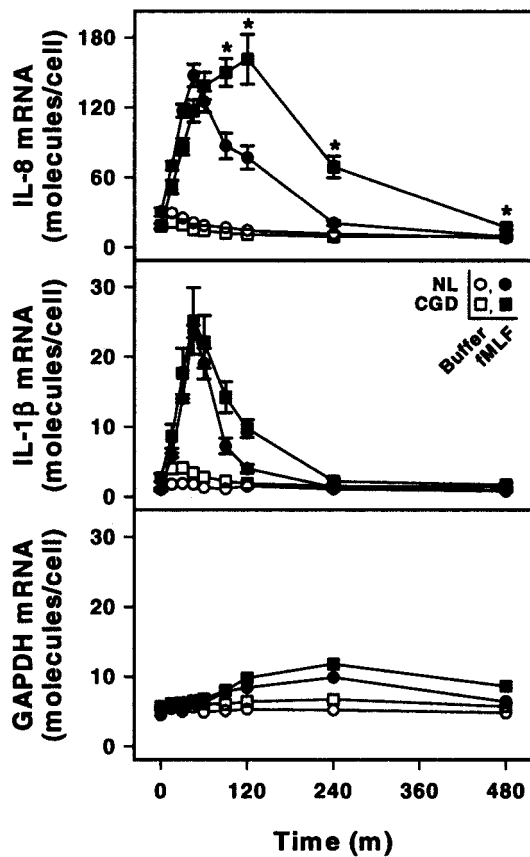 IL-8 mRNA
(molecules/cell)
180
120
60
0
* * * *
IL-1β mRNA
(molecules/cell)
30
20
10
0
NL ,
CGD ,
Buffer
fMLF
GAPDH mRNA
(molecules/cell)
30
20
10
0
0 120 240 360 480
Time (m)